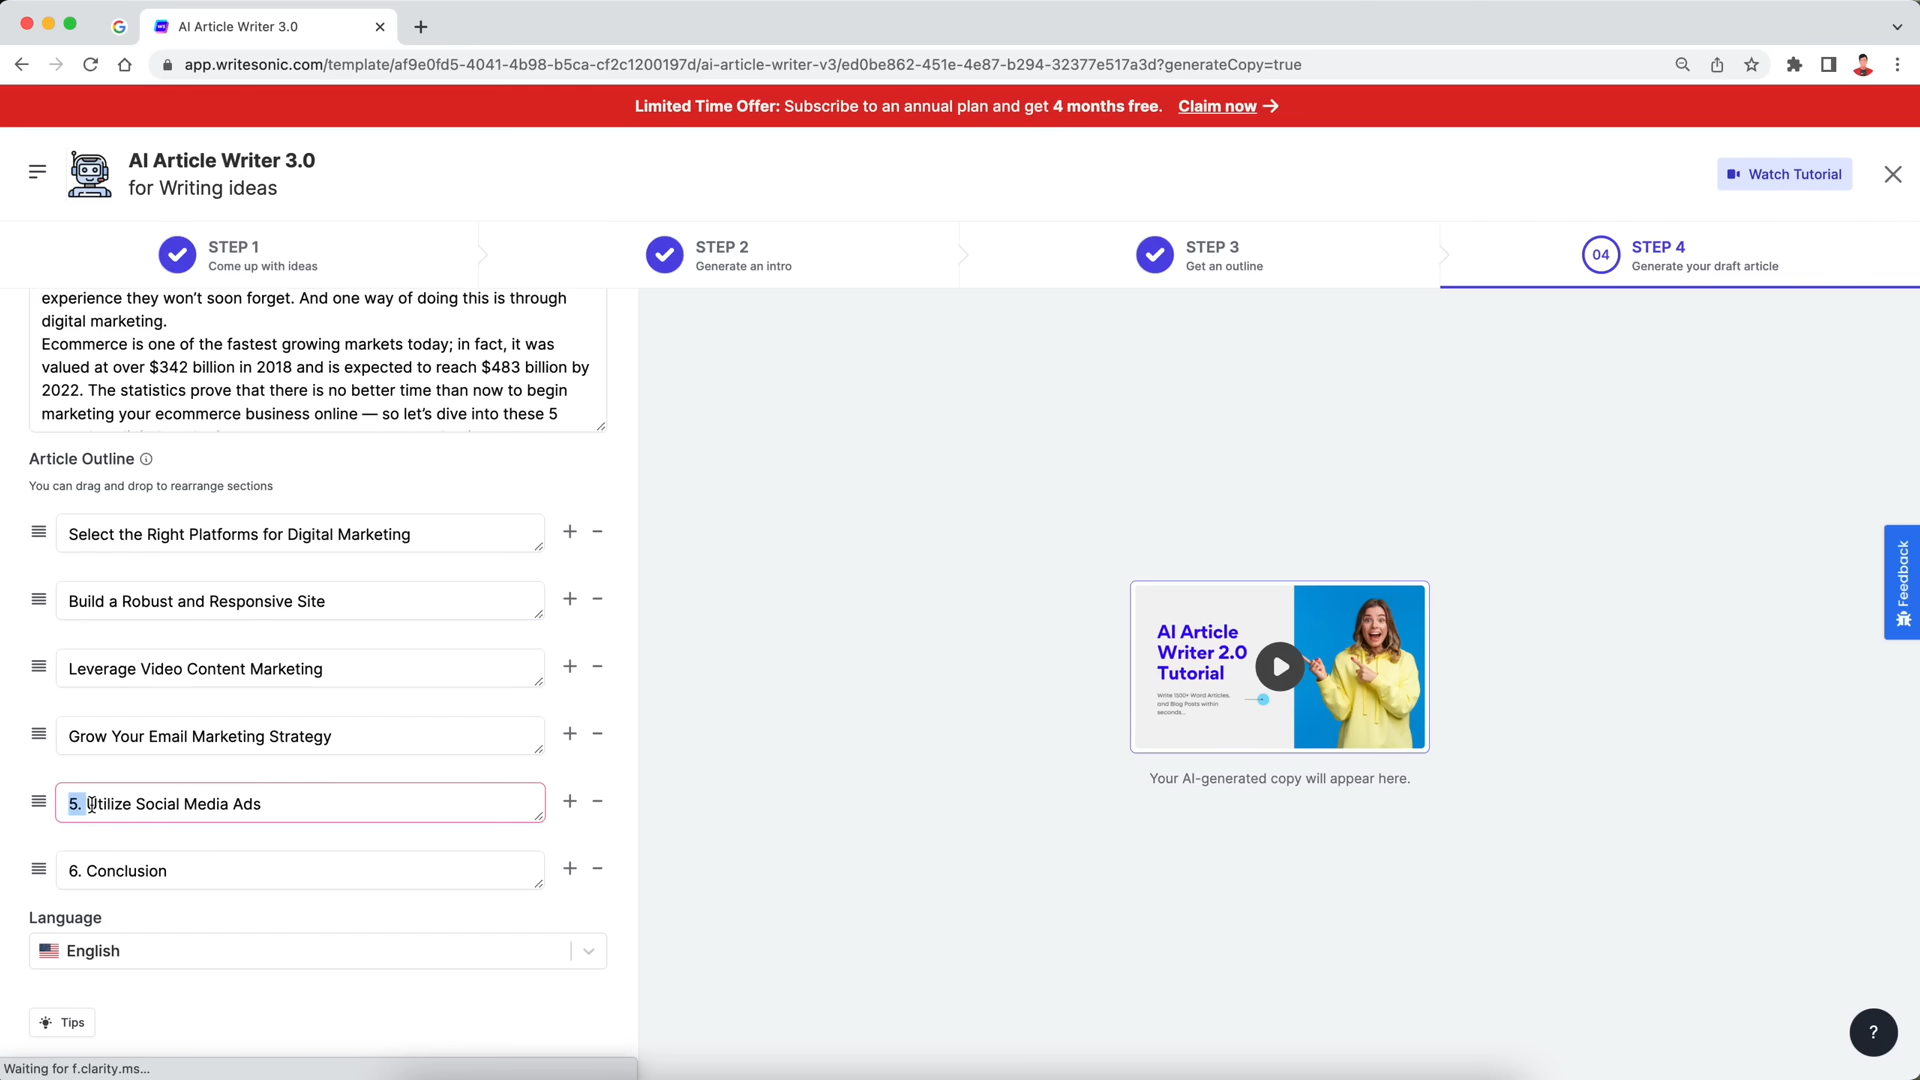 AI Article Writer 3.0
app.writesonic.com/template/af9e0fd5-4041-4b98-b5ca-cf2c1200197d/ai-article-writer-v3/ed0be862-451e-4e87-b294-32377e517a3d?generateCopy=true
Limited Time Offer: Subscribe to an annual plan and get 4 months free. Claim now →
AI Article Writer 3.0
for Writing ideas
Watch Tutorial
STEP 1
Come up with ideas
STEP 2
Generate an intro
STEP 3
Get an outline
04
STEP 4
Generate your draft article
experience they won't soon forget. And one way of doing this is through
digital marketing.
Ecommerce is one of the fastest growing markets today; in fact, it was
valued at over $342 billion in 2018 and is expected to reach $483 billion by
2022. The statistics prove that there is no better time than now to begin
marketing your ecommerce business online — so let's dive into these 5
Article Outline
You can drag and drop to rearrange sections
Select the Right Platforms for Digital Marketing
Build a Robust and Responsive Site
Leverage Video Content Marketing
Grow Your Email Marketing Strategy
5. Utilize Social Media Ads
6. Conclusion
Language
English
Tips
Waiting for f.clarity.ms...
AI Article
Writer 2.0
Tutorial
Write 1500+ Word Articles,
and Blog Posts within
seconds...
Your AI-generated copy will appear here.
Feedback
?